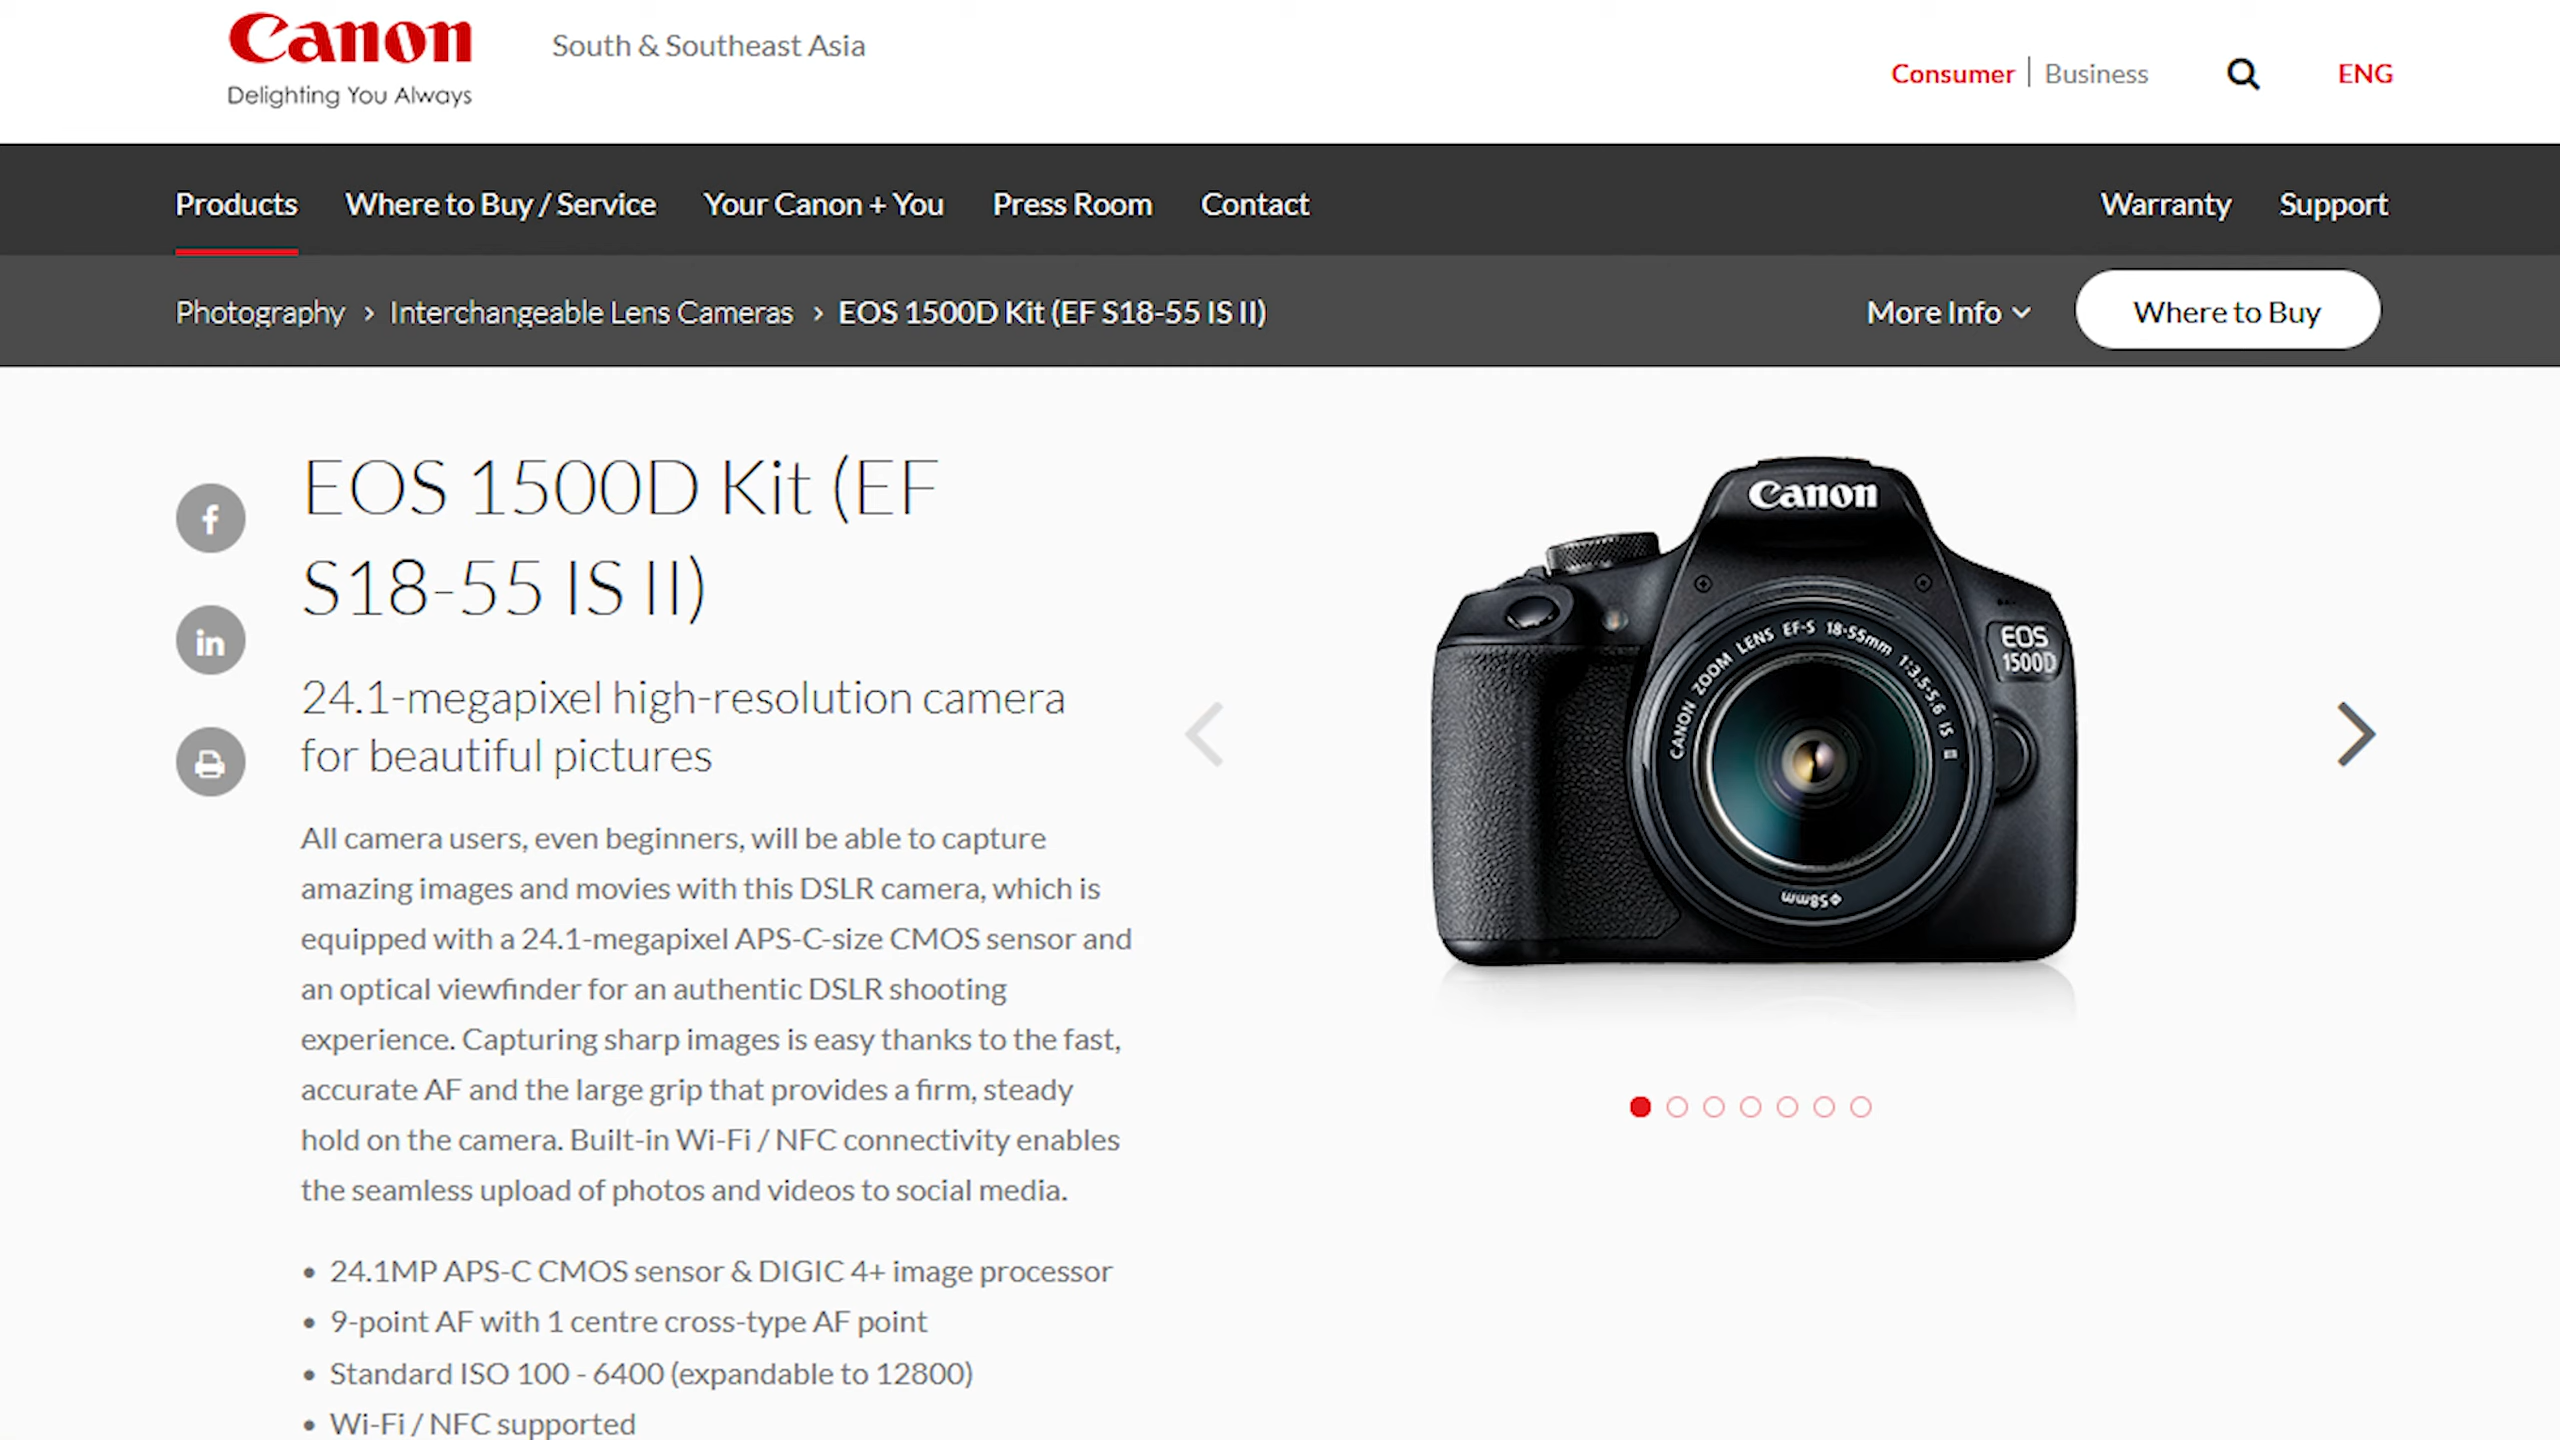 Canon
Delighting You Always
South & Southeast Asia
Consumer | Business
ENG
Products
Where to Buy / Service
Your Canon + You
Press Room
Contact
Warranty
Support
Photography › Interchangeable Lens Cameras › EOS 1500D Kit (EF S18-55 IS II)
More Info
Where to Buy
EOS 1500D Kit (EF
S18-55 IS II)
24.1-megapixel high-resolution camera
for beautiful pictures
All camera users, even beginners, will be able to capture
amazing images and movies with this DSLR camera, which is
equipped with a 24.1-megapixel APS-C-size CMOS sensor and
an optical viewfinder for an authentic DSLR shooting
experience. Capturing sharp images is easy thanks to the fast,
accurate AF and the large grip that provides a firm, steady
hold on the camera. Built-in Wi-Fi / NFC connectivity enables
the seamless upload of photos and videos to social media.
• 24.1MP APS-C CMOS sensor & DIGIC 4+ image processor
• 9-point AF with 1 centre cross-type AF point
• Standard ISO 100 - 6400 (expandable to 12800)
• Wi-Fi / NFC supported
f
in
Canon
EOS
1500D
CANON ZOOM LENS EF-S 18-55mm 1:3.5-5.6 IS II
φ58mm